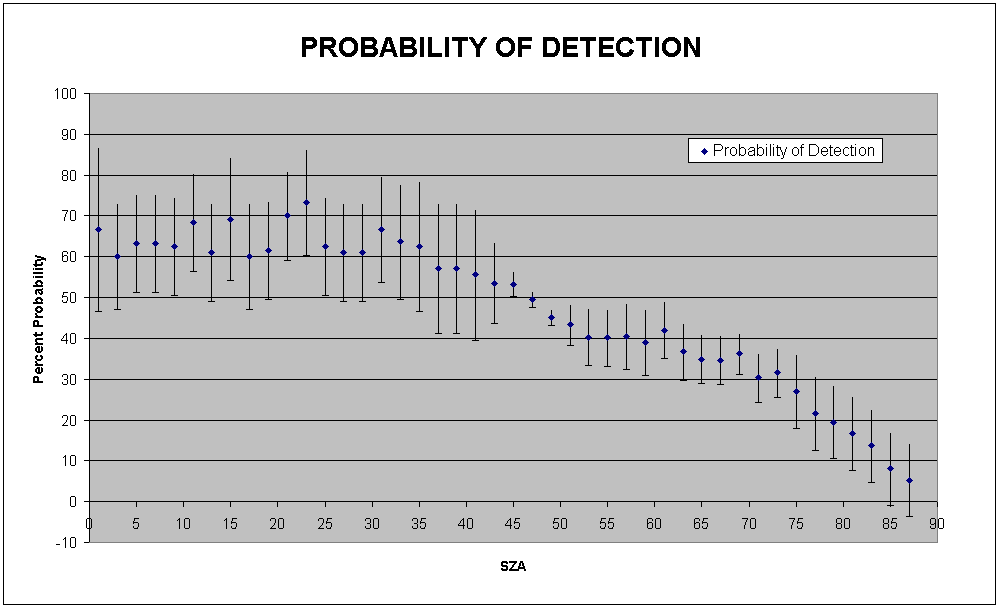 PROBABILITY OF DETECTION
100
90
80
70
60
50
40
30
20
10
0
-10
Percent Probability
Probability of Detection
0 5 10 15 20 25 30 35 40 45 50 55 60 65 70 75 80 85 90
SZA